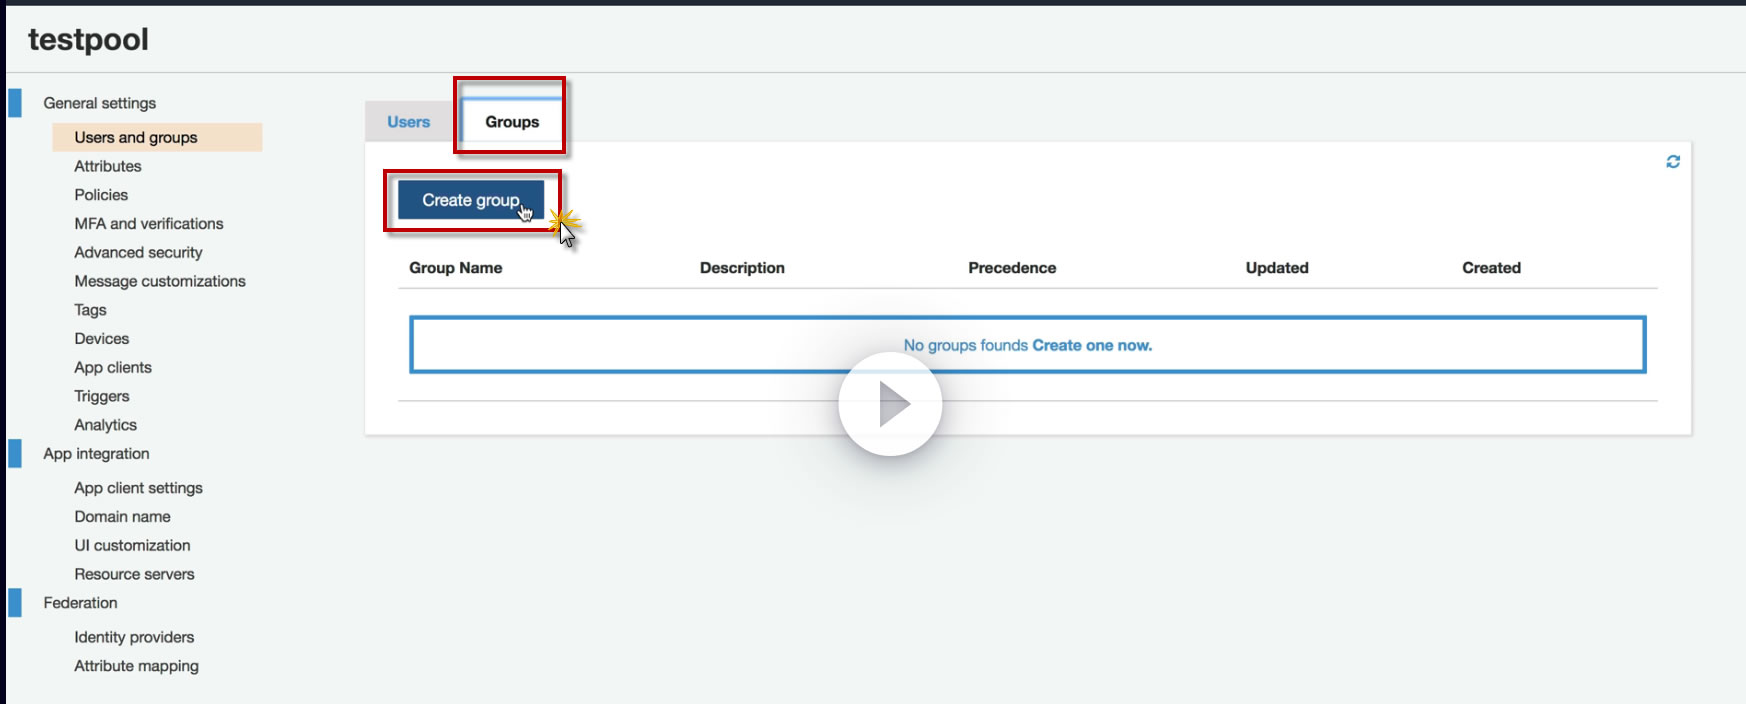 testpool
General settings
Users and groups
Attributes
Policies
MFA and verifications
Advanced security
Message customizations
Tags
Devices
App clients
Triggers
Analytics
App integration
App client settings
Domain name
UI customization
Resource servers
Federation
Identity providers
Attribute mapping
Users Groups
Create group
Group Name Description Precedence Updated Created
No groups founds Create one now.